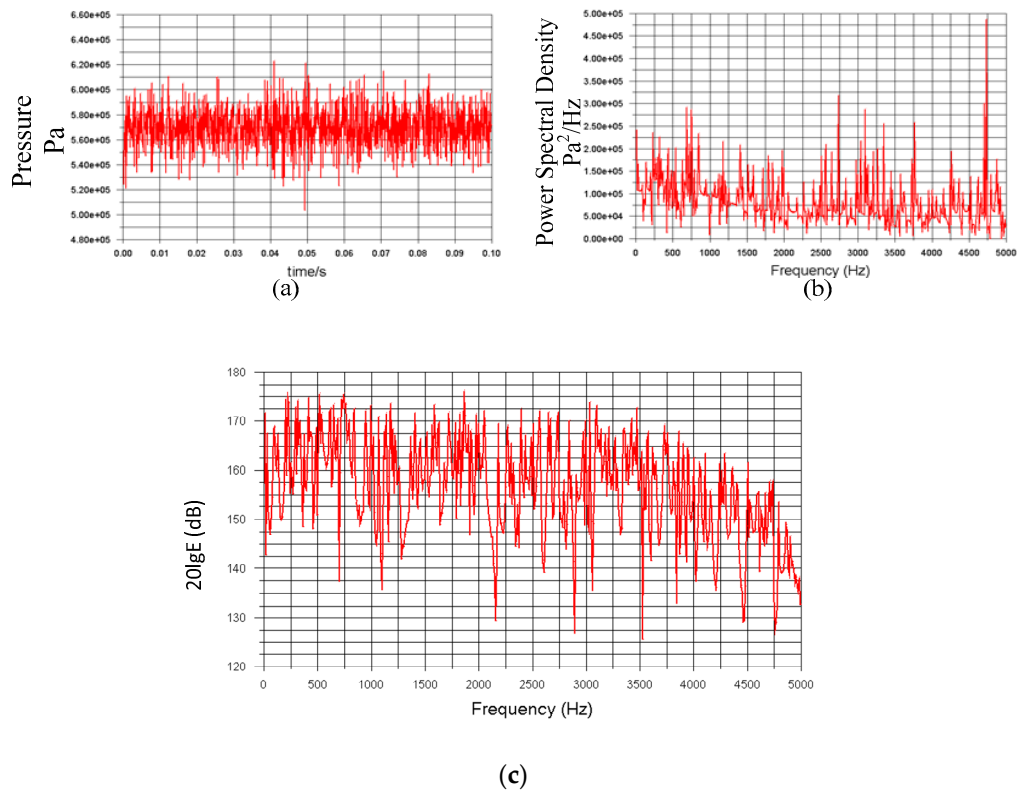 Pressure
Pa
6.60e+05
6.40e+05
6.20e+05
6.00e+05
5.80e+05
5.60e+05
5.40e+05
5.20e+05
5.00e+05
4.80e+05
0.00 0.01 0.02 0.03 0.04 0.05 0.06 0.07 0.08 0.09 0.10
time/s
(a)
Power Spectral Density
Pa²/Hz
5.00e+05
4.50e+05
4.00e+05
3.50e+05
3.00e+05
2.50e+05
2.00e+05
1.50e+05
1.00e+05
5.00e+04
0.00e+00
0 500 1000 1500 2000 2500 3000 3500 4000 4500 5000
Frequency (Hz)
(b)
20lgE (dB)
180
170
160
150
140
130
120
0 500 1000 1500 2000 2500 3000 3500 4000 4500 5000
Frequency (Hz)
(c)